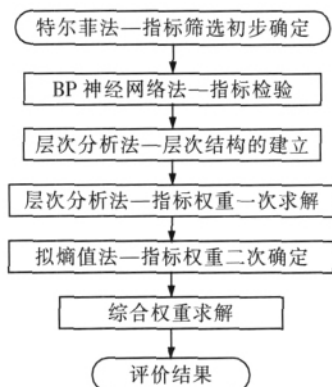 特尔菲法—指标筛选初步确定
BP 神经网络法—指标检验
层次分析法—层次结构的建立
层次分析法—指标权重一次求解
拟熵值法—指标权重二次确定
综合权重求解
评价结果